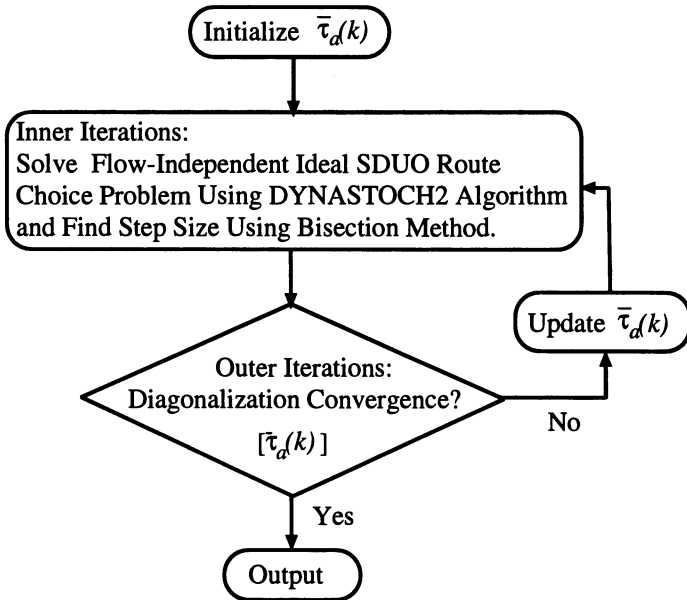 Initialize τ̄a(k)
Inner Iterations:
Solve Flow-Independent Ideal SDUO Route
Choice Problem Using DYNASTOCH2 Algorithm
and Find Step Size Using Bisection Method.
Update τ̄a(k)
Outer Iterations:
Diagonalization Convergence?
[τ̄a(k)]
No
Yes
Output